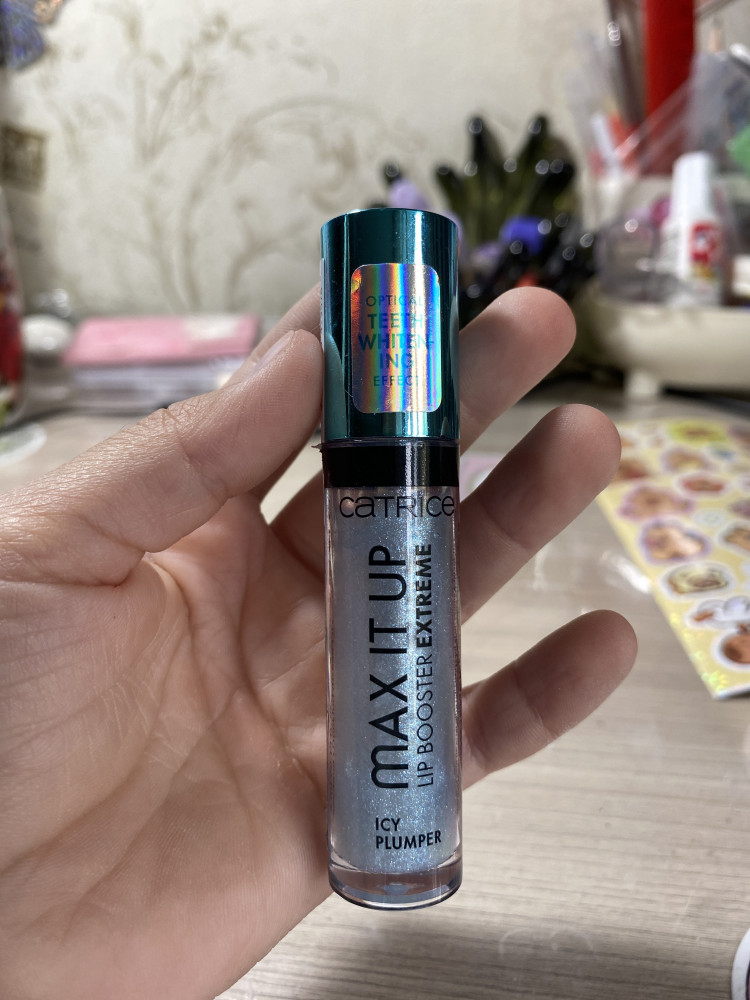 OPTICAL
TEETH
WHITEN-
ING
EFFECT
CATRICE
MAX IT UP
LIP BOOSTER EXTREME
ICY
PLUMPER